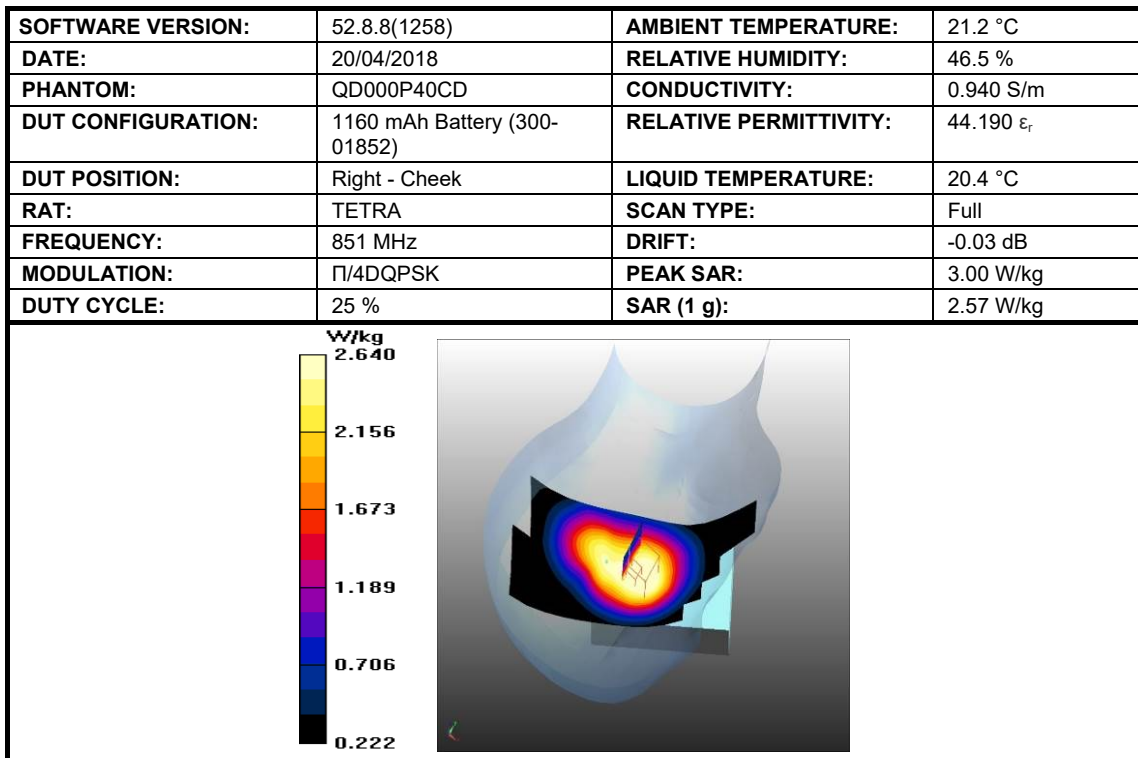 SOFTWARE VERSION: 52.8.8(1258) AMBIENT TEMPERATURE: 21.2 °C
DATE: 20/04/2018 RELATIVE HUMIDITY: 46.5 %
PHANTOM: QD000P40CD CONDUCTIVITY: 0.940 S/m
DUT CONFIGURATION: 1160 mAh Battery (300-
01852) RELATIVE PERMITTIVITY: 44.190 εr
DUT POSITION: Right - Cheek LIQUID TEMPERATURE: 20.4 °C
RAT: TETRA SCAN TYPE: Full
FREQUENCY: 851 MHz DRIFT: -0.03 dB
MODULATION: Π/4DQPSK PEAK SAR: 3.00 W/kg
DUTY CYCLE: 25 % SAR (1 g): 2.57 W/kg
W/kg
2.640
2.156
1.673
1.189
0.706
0.222